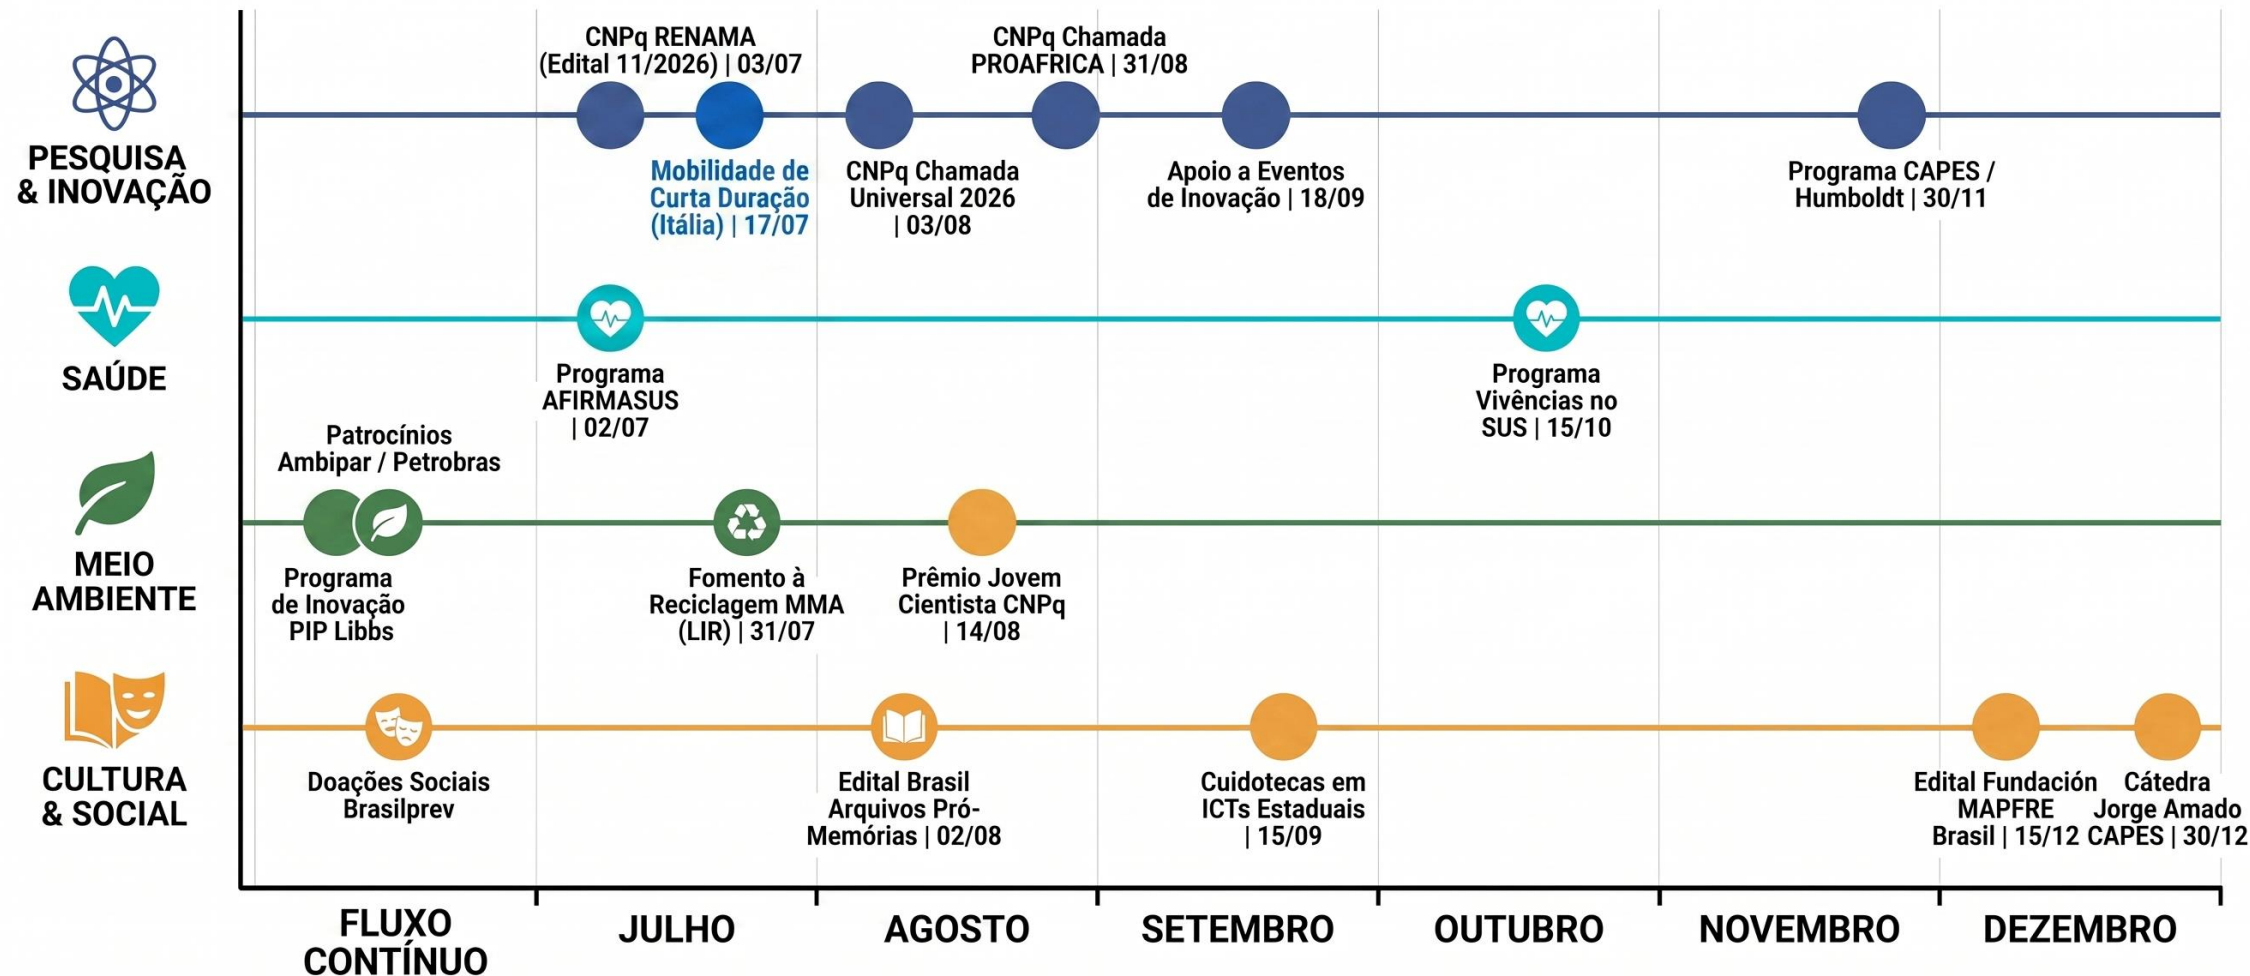 PESQUISA
& INOVAÇÃO
CNPq RENAMA
(Edital 11/2026) | 03/07
Mobilidade de
Curta Duração
(Itália) | 17/07
CNPq Chamada
Universal 2026
| 03/08
CNPq Chamada
PROAFRICA | 31/08
Apoio a Eventos
de Inovação | 18/09
Programa CAPES /
Humboldt | 30/11
SAÚDE
Programa
AFIRMASUS
| 02/07
Programa
Vivências no
SUS | 15/10
MEIO
AMBIENTE
Patrocínios
Ambipar / Petrobras
Programa
de Inovação
PIP Libbs
Fomento à
Reciclagem MMA
(LIR) | 31/07
Prêmio Jovem
Cientista CNPq
| 14/08
CULTURA
& SOCIAL
Doações Sociais
Brasilprev
Edital Brasil
Arquivos Pró-
Memórias | 02/08
Cuidotecas em
ICTs Estaduais
| 15/09
Edital Fundación
MAPFRE
Brasil | 15/12
Cátedra
Jorge Amado
CAPES | 30/12
FLUXO
CONTÍNUO
JULHO
AGOSTO
SETEMBRO
OUTUBRO
NOVEMBRO
DEZEMBRO